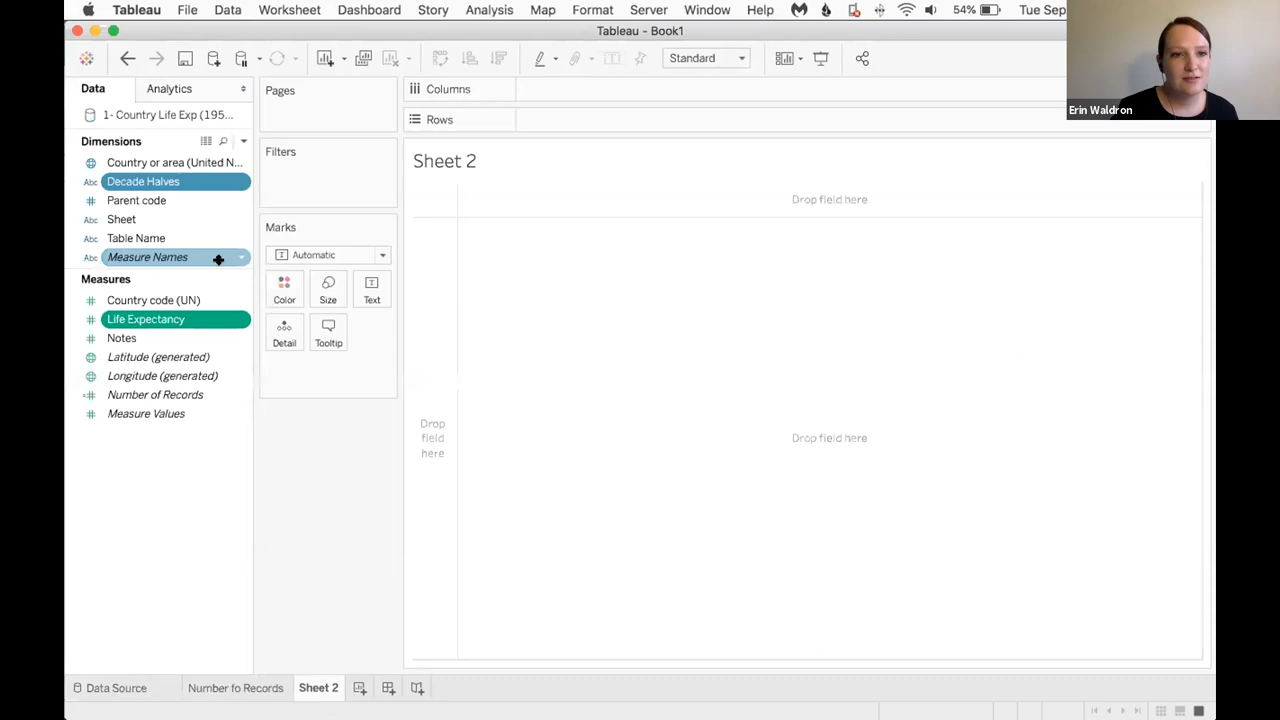 Tableau File Data Worksheet Dashboard Story Analysis Map Format Server Window Help 54% Tue Sep
Tableau - Book1
Standard
Erin Waldron
Data Analytics
1- Country Life Exp (195...
Dimensions
Country or area (United N...
Abc Decade Halves
Parent code
Abc Sheet
Abc Table Name
Abc Measure Names
Measures
Country code (UN)
Life Expectancy
Notes
Latitude (generated)
Longitude (generated)
Number of Records
Measure Values
Pages
Filters
Marks
Automatic
Color Size Text
Detail Tooltip
Columns
Rows
Sheet 2
Drop field here
Drop
field
here
Drop field here
Data Source Number fo Records Sheet 2